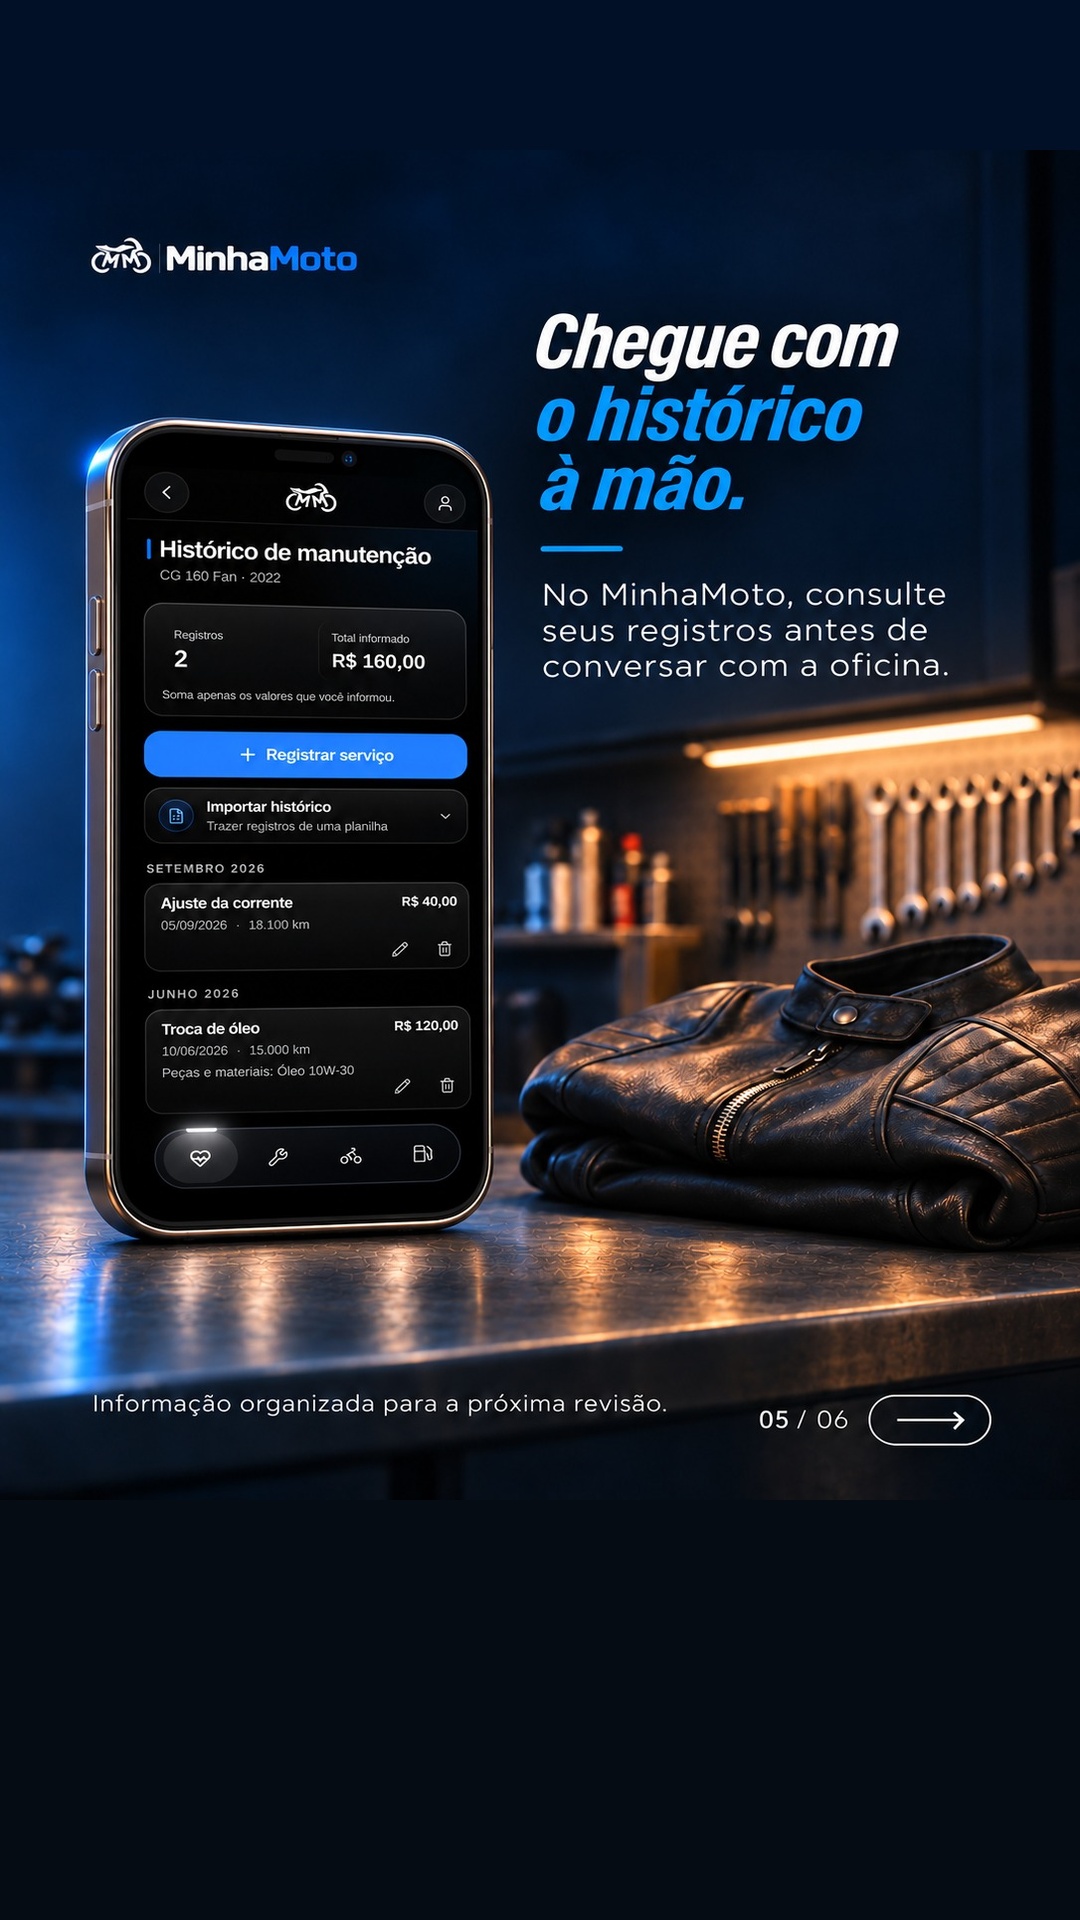 MM MinhaMoto
Chegue com
o histórico
à mão.
No MinhaMoto, consulte
seus registros antes de
conversar com a oficina.
MM
Histórico de manutenção
CG 160 Fan · 2022
Registros
2
Total informado
R$ 160,00
Soma apenas os valores que você informou.
+ Registrar serviço
Importar histórico
Trazer registros de uma planilha
SETEMBRO 2026
Ajuste da corrente
R$ 40,00
05/09/2026 · 18.100 km
JUNHO 2026
Troca de óleo
R$ 120,00
10/06/2026 · 15.000 km
Peças e materiais: Óleo 10W-30
Informação organizada para a próxima revisão.
05 / 06